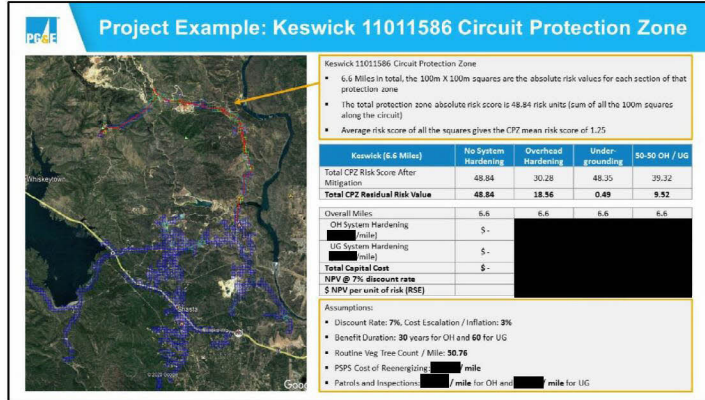 PG&E
Project Example: Keswick 11011586 Circuit Protection Zone
Whiskeytown
Shasta
Goo
Keswick 11011586 Circuit Protection Zone
▪ 6.6 Miles in total, the 100m X 100m squares are the absolute risk values for each section of that
protection zone
▪ The total protection zone absolute risk is 48.84 risk units (sum of all the 100m squares
along the circuit)
▪ Average risk score of all the squares gives the CPZ mean risk of 1.25
Keswick (6.6 Miles) No System Hardening Overhead Hardening Under-grounding 50-50 OH / UG
Total CPZ Risk Score After Mitigation 48.84 30.28 48.35 39.32
Total CPZ Residual Risk Value 48.84 18.56 0.49 9.52
Overall Miles 6.6 6.6 6.6 6.6
OH System Hardening
/mile) $ -
UG System Hardening
/mile) $ -
Total Capital Cost $ -
NPV @ 7% discount rate
$ NPV per unit of risk (RSE)
Assumptions:
▪ Discount Rate: 7%, Cost Escalation / Inflation: 3%
▪ Benefit Duration: 30 years for OH and 60 for UG
▪ Routine Veg Tree Count / Mile: 50.76
▪ PSPS Cost of Reenergizing: / mile
▪ Patrols and Inspections: / mile for OH and / mile for UG